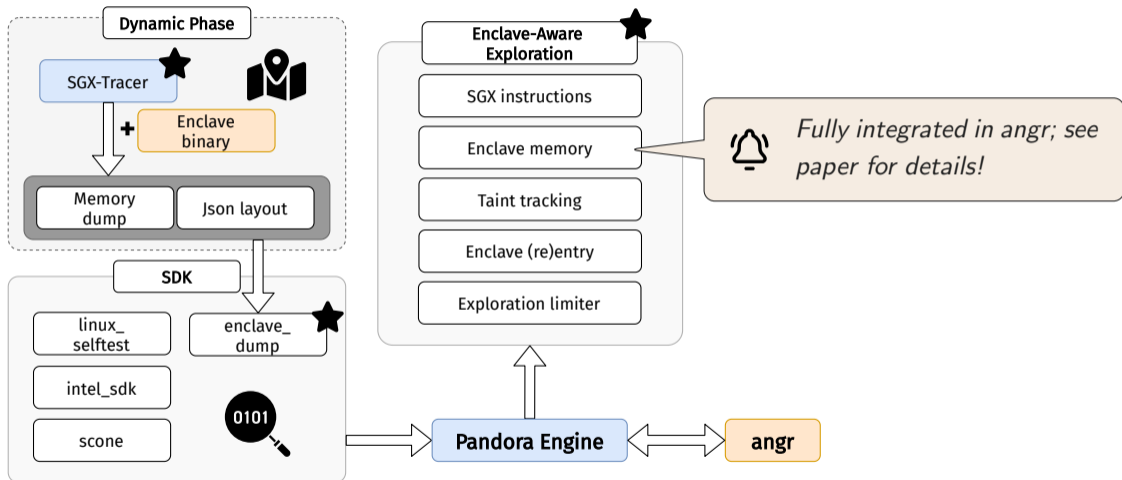 Dynamic Phase
SGX-Tracer
+
Enclave
binary
Memory
dump
Json layout
SDK
linux_
selftest
enclave_
dump
intel_sdk
scone
0101
Enclave-Aware
Exploration
SGX instructions
Enclave memory
Taint tracking
Enclave (re)entry
Exploration limiter
Fully integrated in angr; see
paper for details!
Pandora Engine
angr